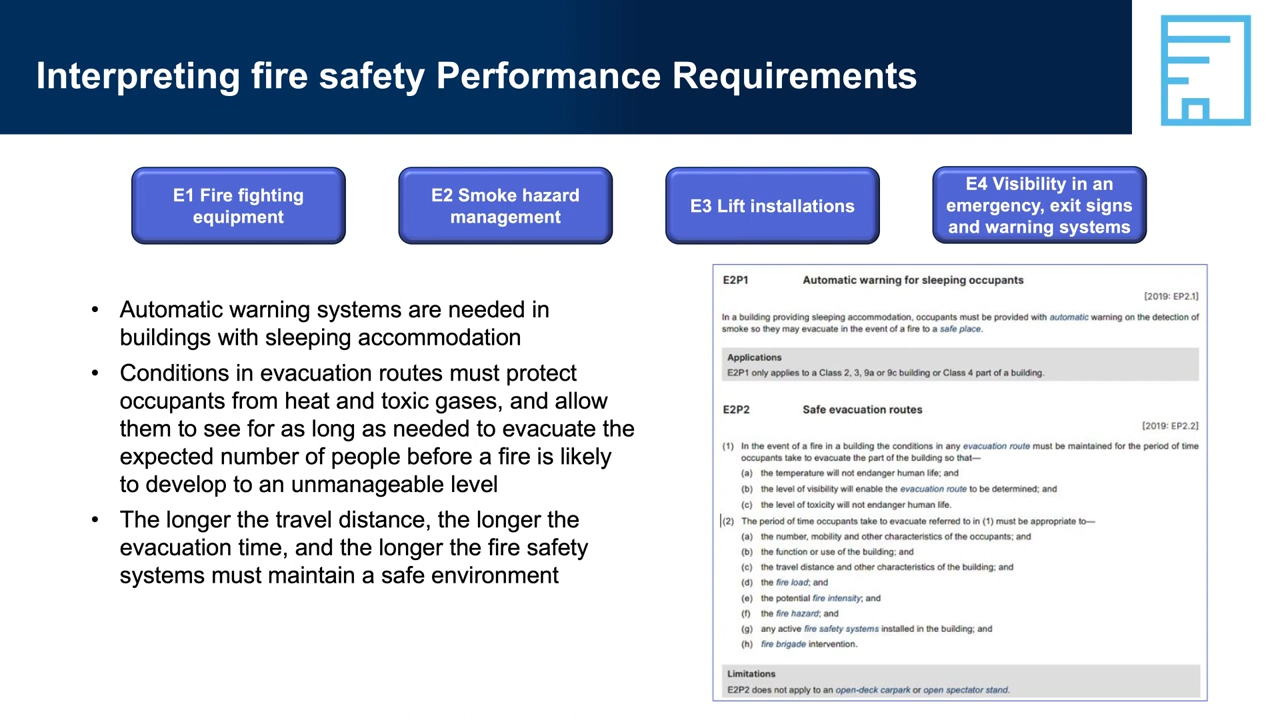 Interpreting fire safety Performance Requirements
E1 Fire fighting
equipment
E2 Smoke hazard
management
E3 Lift installations
E4 Visibility in an
emergency, exit signs
and warning systems
• Automatic warning systems are needed in
buildings with sleeping accommodation
• Conditions in evacuation routes must protect
occupants from heat and toxic gases, and allow
them to see for as long as needed to evacuate the
expected number of people before a fire is likely
to develop to an unmanageable level
• The longer the travel distance, the longer the
evacuation time, and the longer the fire safety
systems must maintain a safe environment
E2P1 Automatic warning for sleeping occupants
[2019: EP2.1]
In a building providing sleeping accommodation, occupants must be provided with automatic warning on the detection of
smoke so they may evacuate in the event of a fire to a safe place.
Applications
E2P1 only applies to a Class 2, 3, 9a or 9c building or Class 4 part of a building.
E2P2 Safe evacuation routes
[2019: EP2.2]
(1) In the event of a fire in a building the conditions in any evacuation route must be maintained for the period of time
occupants take to evacuate the part of the building so that—
(a) the temperature will not endanger human life; and
(b) the level of visibility will enable the evacuation route to be determined; and
(c) the level of toxicity will not endanger human life.
(2) The period of time occupants take to evacuate referred to in (1) must be appropriate to—
(a) the number, mobility and other characteristics of the occupants; and
(b) the function or use of the building; and
(c) the travel distance and other characteristics of the building; and
(d) the fire load; and
(e) the potential fire intensity; and
(f) the fire hazard; and
(g) any active fire safety systems installed in the building; and
(h) fire brigade intervention.
Limitations
E2P2 does not apply to an open-deck carpark or open spectator stand.